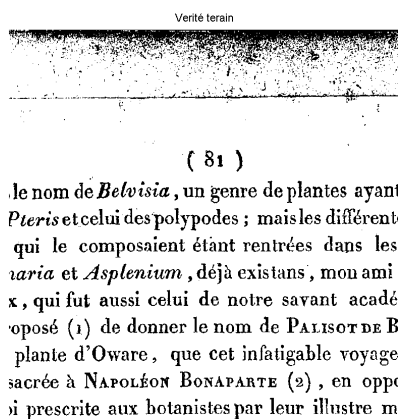 Verité terain
( 81 )
le nom de Belvisia, un genre de plantes ayant
Pteris et celui des polypodes ; mais les différent
qui le composaient étant rentrées dans les
naria et Asplenium, déjà existans, mon ami
x, qui fut aussi celui de notre savant acadé
roposé (1) de donner le nom de PALISOT DE B
plante d'Oware, que cet infatigable voyage
sacrée à NAPOLÉON BONAPARTE (2), en oppo
i prescrite aux botanistes par leur illustre m